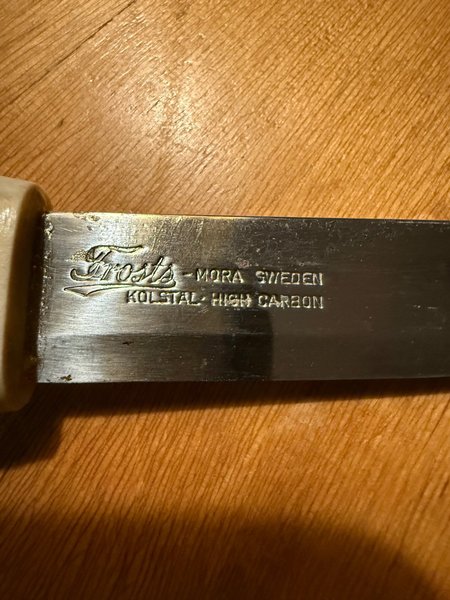 Frosts - MORA SWEDEN
KOLSTAL - HIGH CARBON